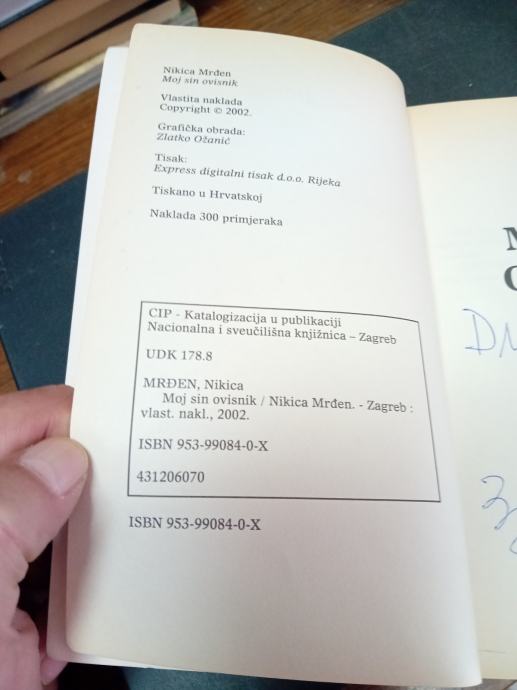 Nikica Mrđen
Moj sin ovisnik
Vlastita naklada
Copyright © 2002.
Grafička obrada:
Zlatko Ožanić
Tisak:
Express digitalni tisak d.o.o. Rijeka
Tiskano u Hrvatskoj
Naklada 300 primjeraka
CIP - Katalogizacija u publikaciji
Nacionalna i sveučilišna knjižnica – Zagreb
UDK 178.8
MRĐEN, Nikica
Moj sin ovisnik / Nikica Mrđen. - Zagreb :
vlast. nakl., 2002.
ISBN 953-99084-0-X
431206070
ISBN 953-99084-0-X